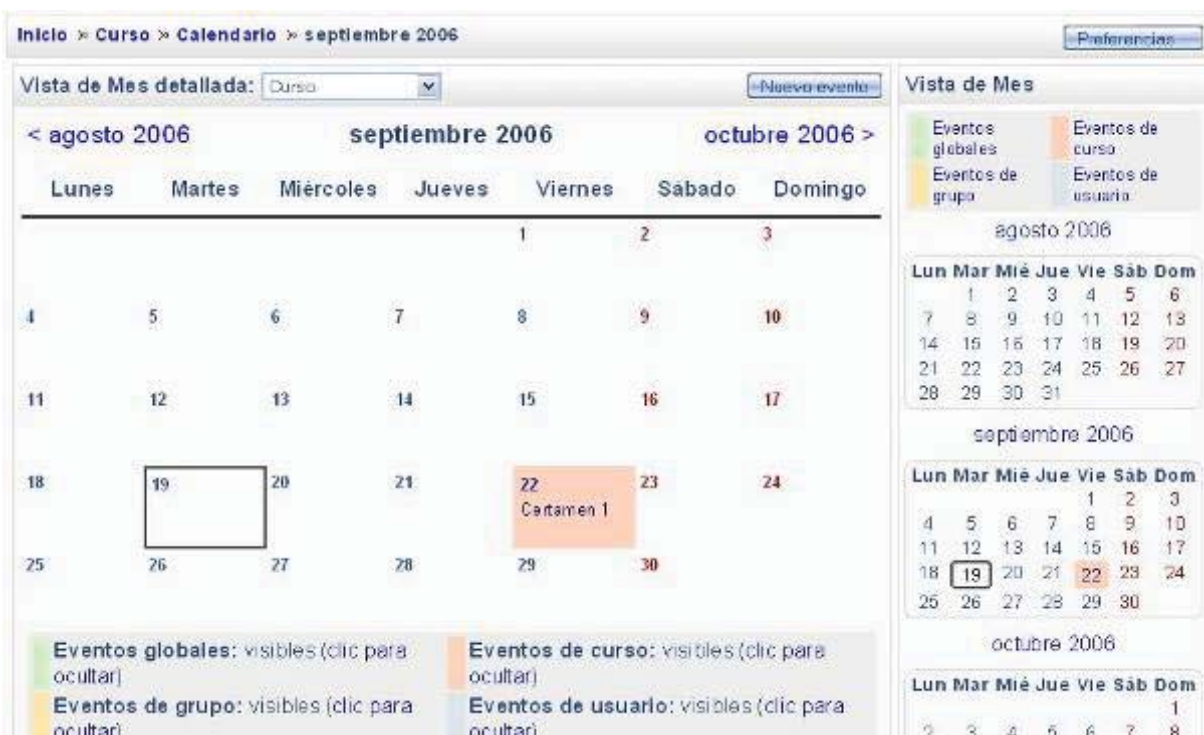 Inicio » Curso » Calendario » septiembre 2006
Preferencias
Vista de Mes detallada: Curso
Nuevo evento
< agosto 2006 septiembre 2006 octubre 2006 >
Lunes Martes Miércoles Jueves Viernes Sábado Domingo
1 2 3
4 5 6 7 8 9 10
11 12 13 14 15 16 17
18 19 20 21 22 23 24
Certamen 1
25 26 27 28 29 30
Eventos globales: visibles (clic para
ocultar)
Eventos de curso: visibles (clic para
ocultar)
Eventos de grupo: visibles (clic para
ocultar)
Eventos de usuario: visibles (clic para
ocultar)
Vista de Mes
Eventos
globales
Eventos de
curso
Eventos de
grupo
Eventos de
usuario
agosto 2006
Lun Mar Mié Jue Vie Sáb Dom
1 2 3 4 5 6
7 8 9 10 11 12 13
14 15 16 17 18 19 20
21 22 23 24 25 26 27
28 29 30 31
septiembre 2006
Lun Mar Mié Jue Vie Sáb Dom
1 2 3
4 5 6 7 8 9 10
11 12 13 14 15 16 17
18 19 20 21 22 23 24
25 26 27 28 29 30
octubre 2006
Lun Mar Mié Jue Vie Sáb Dom
1
2 3 4 5 6 7 8